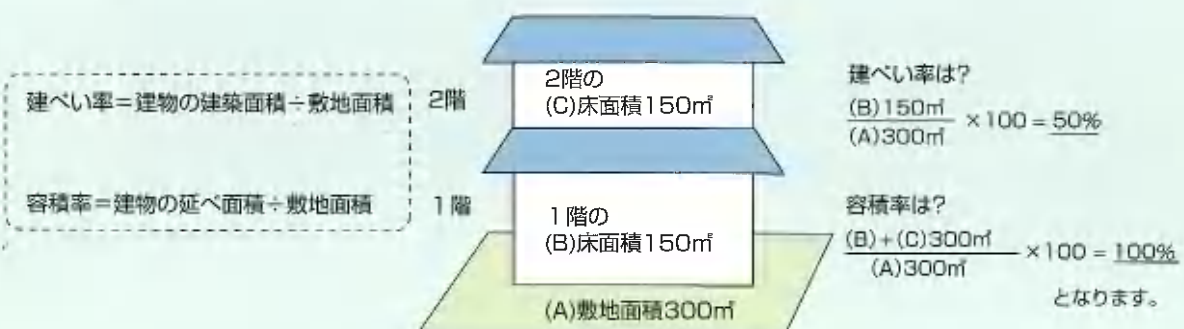 建ぺい率=建物の建築面積÷敷地面積
容積率=建物の延べ面積÷敷地面積
2階
1階
2階の
(C)床面積150㎡
1階の
(B)床面積150㎡
(A)敷地面積300㎡
建ぺい率は?
(B)150㎡
(A)300㎡
×100=50%
容積率は?
(B)+(C)300㎡
(A)300㎡
×100=100%
となります。